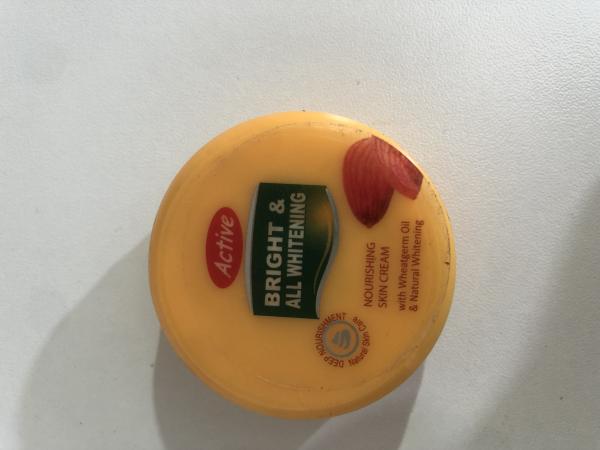 Active
BRIGHT &
ALL WHITENING
NOURISHING
SKIN CREAM
with Wheatgerm Oil
& Natural Whitening
DEEP NOURISHMENT
Natural Skin Care